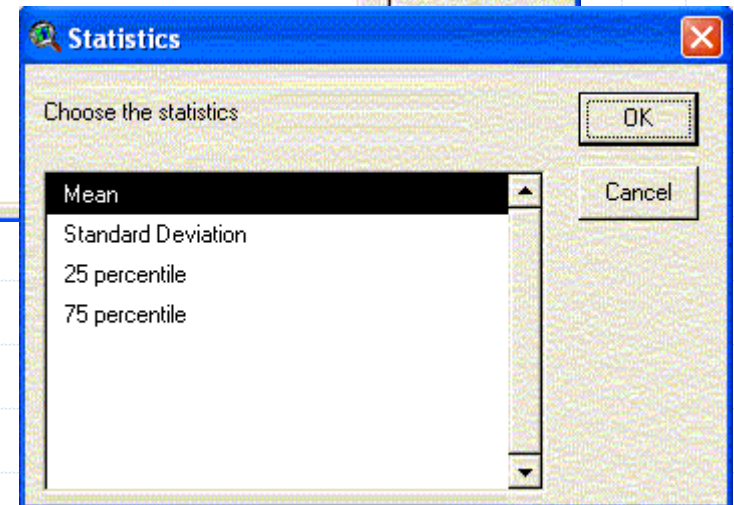 Statistics
Choose the statistics
OK
Mean
Cancel
Standard Deviation
25 percentile
75 percentile